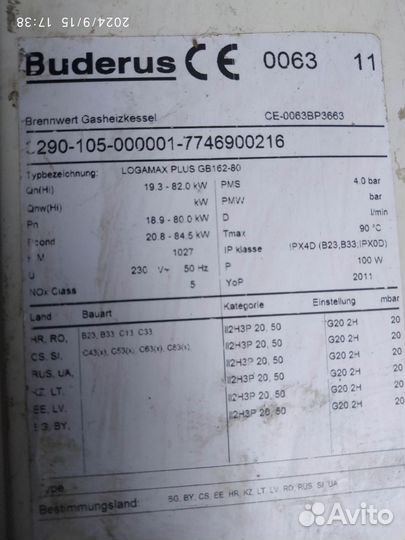 2024/9/15 17:38
Buderus CE 0063 11
Brennwert Gasheizkessel CE-0063BP3663
290-105-000001-7746900216
Typbezeichnung: LOGAMAX PLUS GB162-80
Qn(Hi) 19.3 - 82.0 kW PMS 4.0 bar
Qnw(Hi) kW PMW bar
Pn 18.9 - 80.0 kW D l/min
cond 20.8 - 84.5 kW Tmax 90 °C
M 1027 IP klasse IPX4D (B23,B33;IPX0D)
U 230 V~ 50 Hz P 100 W
NOx Class 5 YoP 2011
Land Bauart Kategorie Einstellung mbar
HR, RO, B23, B33, C13, C33, II2H3P 20, 50 G20 2H 20
CS, SI, C43(x), C53(x), C63(x), C83(x), II2H3P 20, 50 G20 2H 20
RUS, UA, II2H3P 20, 50 G20 2H 20
KZ, LT, II2H3P 20, 50 G20 2H 20
EE, LV, II2H3P 20, 50 G20 2H 20
BG, BY, II2H3P 20, 50 G20 2H 20
Type
Bestimmungsland: BG, BY, CS, EE, HR, KZ, LT, LV, RO, RUS, SI, UA
Avito